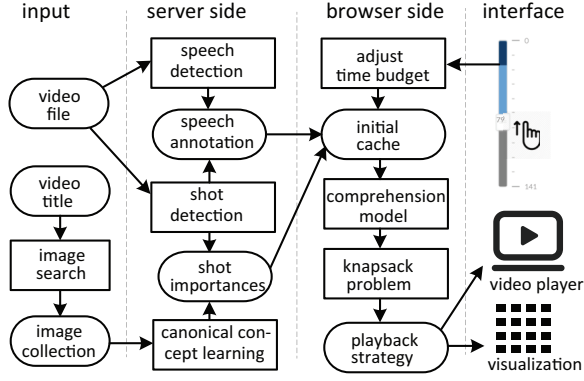 input
server side
browser side
interface
video
file
video
title
image
search
image
collection
speech
detection
speech
annotation
shot
detection
shot
importances
canonical con-
cept learning
adjust
time budget
initial
cache
comprehension
model
knapsack
problem
playback
strategy
0
79
141
video player
visualization